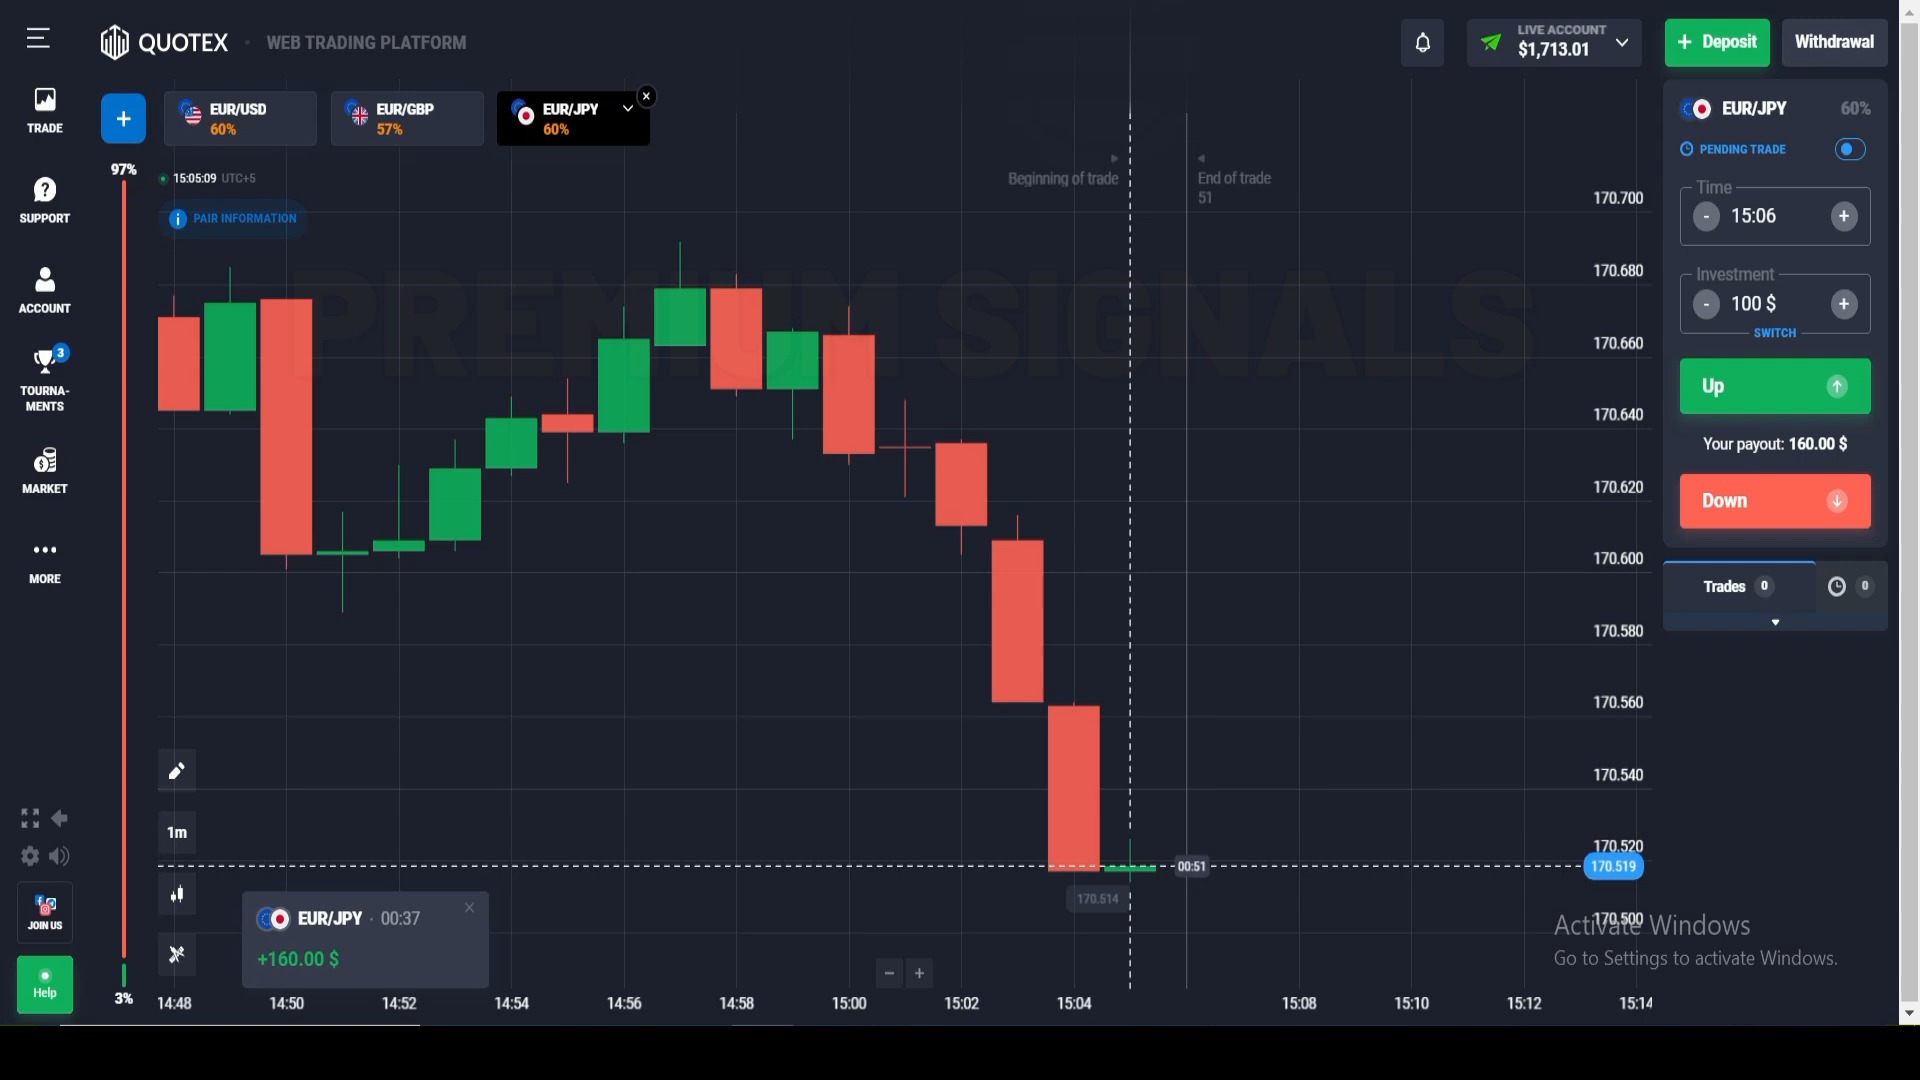 QUOTEX · WEB TRADING PLATFORM
LIVE ACCOUNT
$1,713.01
+ Deposit
Withdrawal
TRADE
SUPPORT
ACCOUNT
3
TOURNA-
MENTS
MARKET
MORE
JOIN US
Help
+
EUR/USD
60%
EUR/GBP
57%
EUR/JPY
60%
97%
3%
15:05:09 UTC+5
PAIR INFORMATION
Beginning of trade
End of trade
51
PREMIUM SIGNALS
170.700
170.680
170.660
170.640
170.620
170.600
170.580
170.560
170.540
170.520
170.519
170.500
00:51
170.514
1m
EUR/JPY · 00:37
+160.00 $
14:48
14:50
14:52
14:54
14:56
14:58
15:00
15:02
15:04
15:08
15:10
15:12
15:14
EUR/JPY 60%
PENDING TRADE
Time
- 15:06 +
Investment
- 100 $ +
SWITCH
Up
Your payout: 160.00 $
Down
Trades 0
0
Activate Windows
Go to Settings to activate Windows.